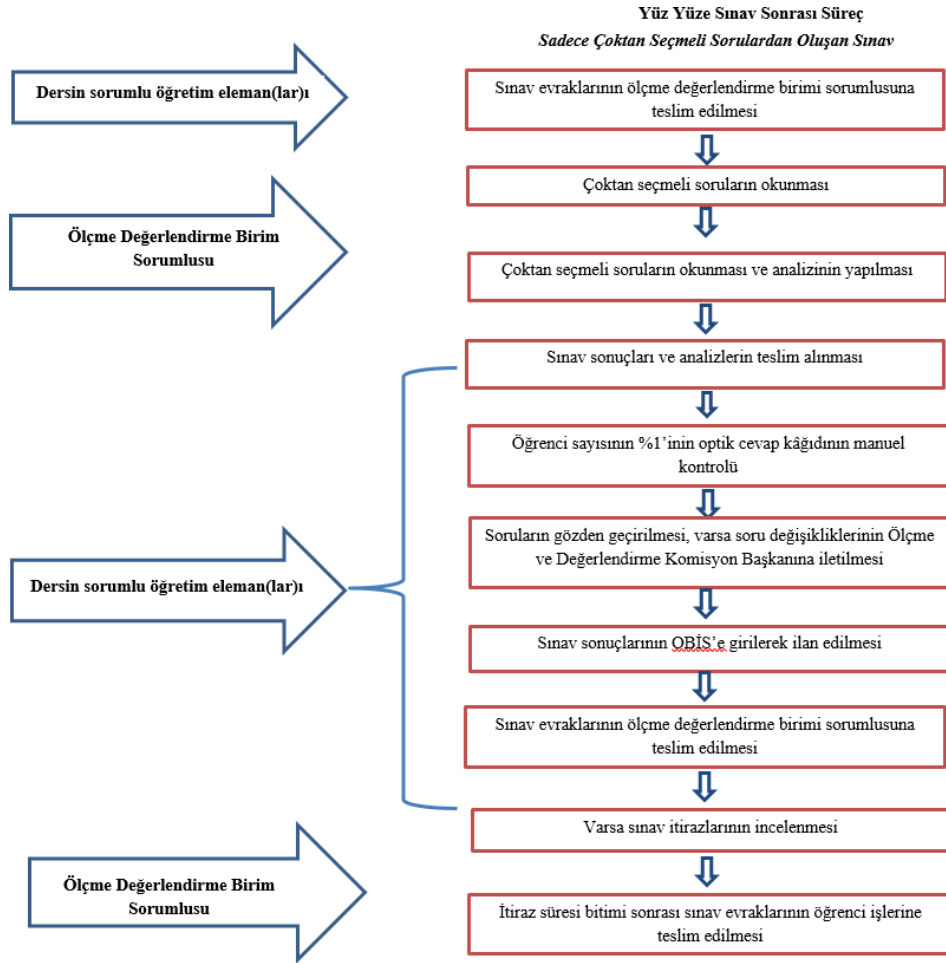 Yüz Yüze Sınav Sonrası Süreç
Sadece Çoktan Seçmeli Sorulardan Oluşan Sınav
Dersin sorumlu öğretim eleman(lar)ı
Sınav evraklarının ölçme değerlendirme birimi sorumlusuna
teslim edilmesi
Çoktan seçmeli soruların okunması
Ölçme Değerlendirme Birim
Sorumlusu
Çoktan seçmeli soruların okunması ve analizinin yapılması
Sınav sonuçları ve analizlerin teslim alınması
Öğrenci sayısının %1’inin optik cevap kâğıdının manuel
kontrolü
Soruların gözden geçirilmesi, varsa soru değişikliklerinin Ölçme
ve Değerlendirme Komisyon Başkanına iletilmesi
Dersin sorumlu öğretim eleman(lar)ı
Sınav sonuçlarının OBİS’e girilerek ilan edilmesi
Sınav evraklarının ölçme değerlendirme birimi sorumlusuna
teslim edilmesi
Varsa sınav itirazlarının incelenmesi
Ölçme Değerlendirme Birim
Sorumlusu
İtiraz süresi bitimi sonrası sınav evraklarının öğrenci işlerine
teslim edilmesi